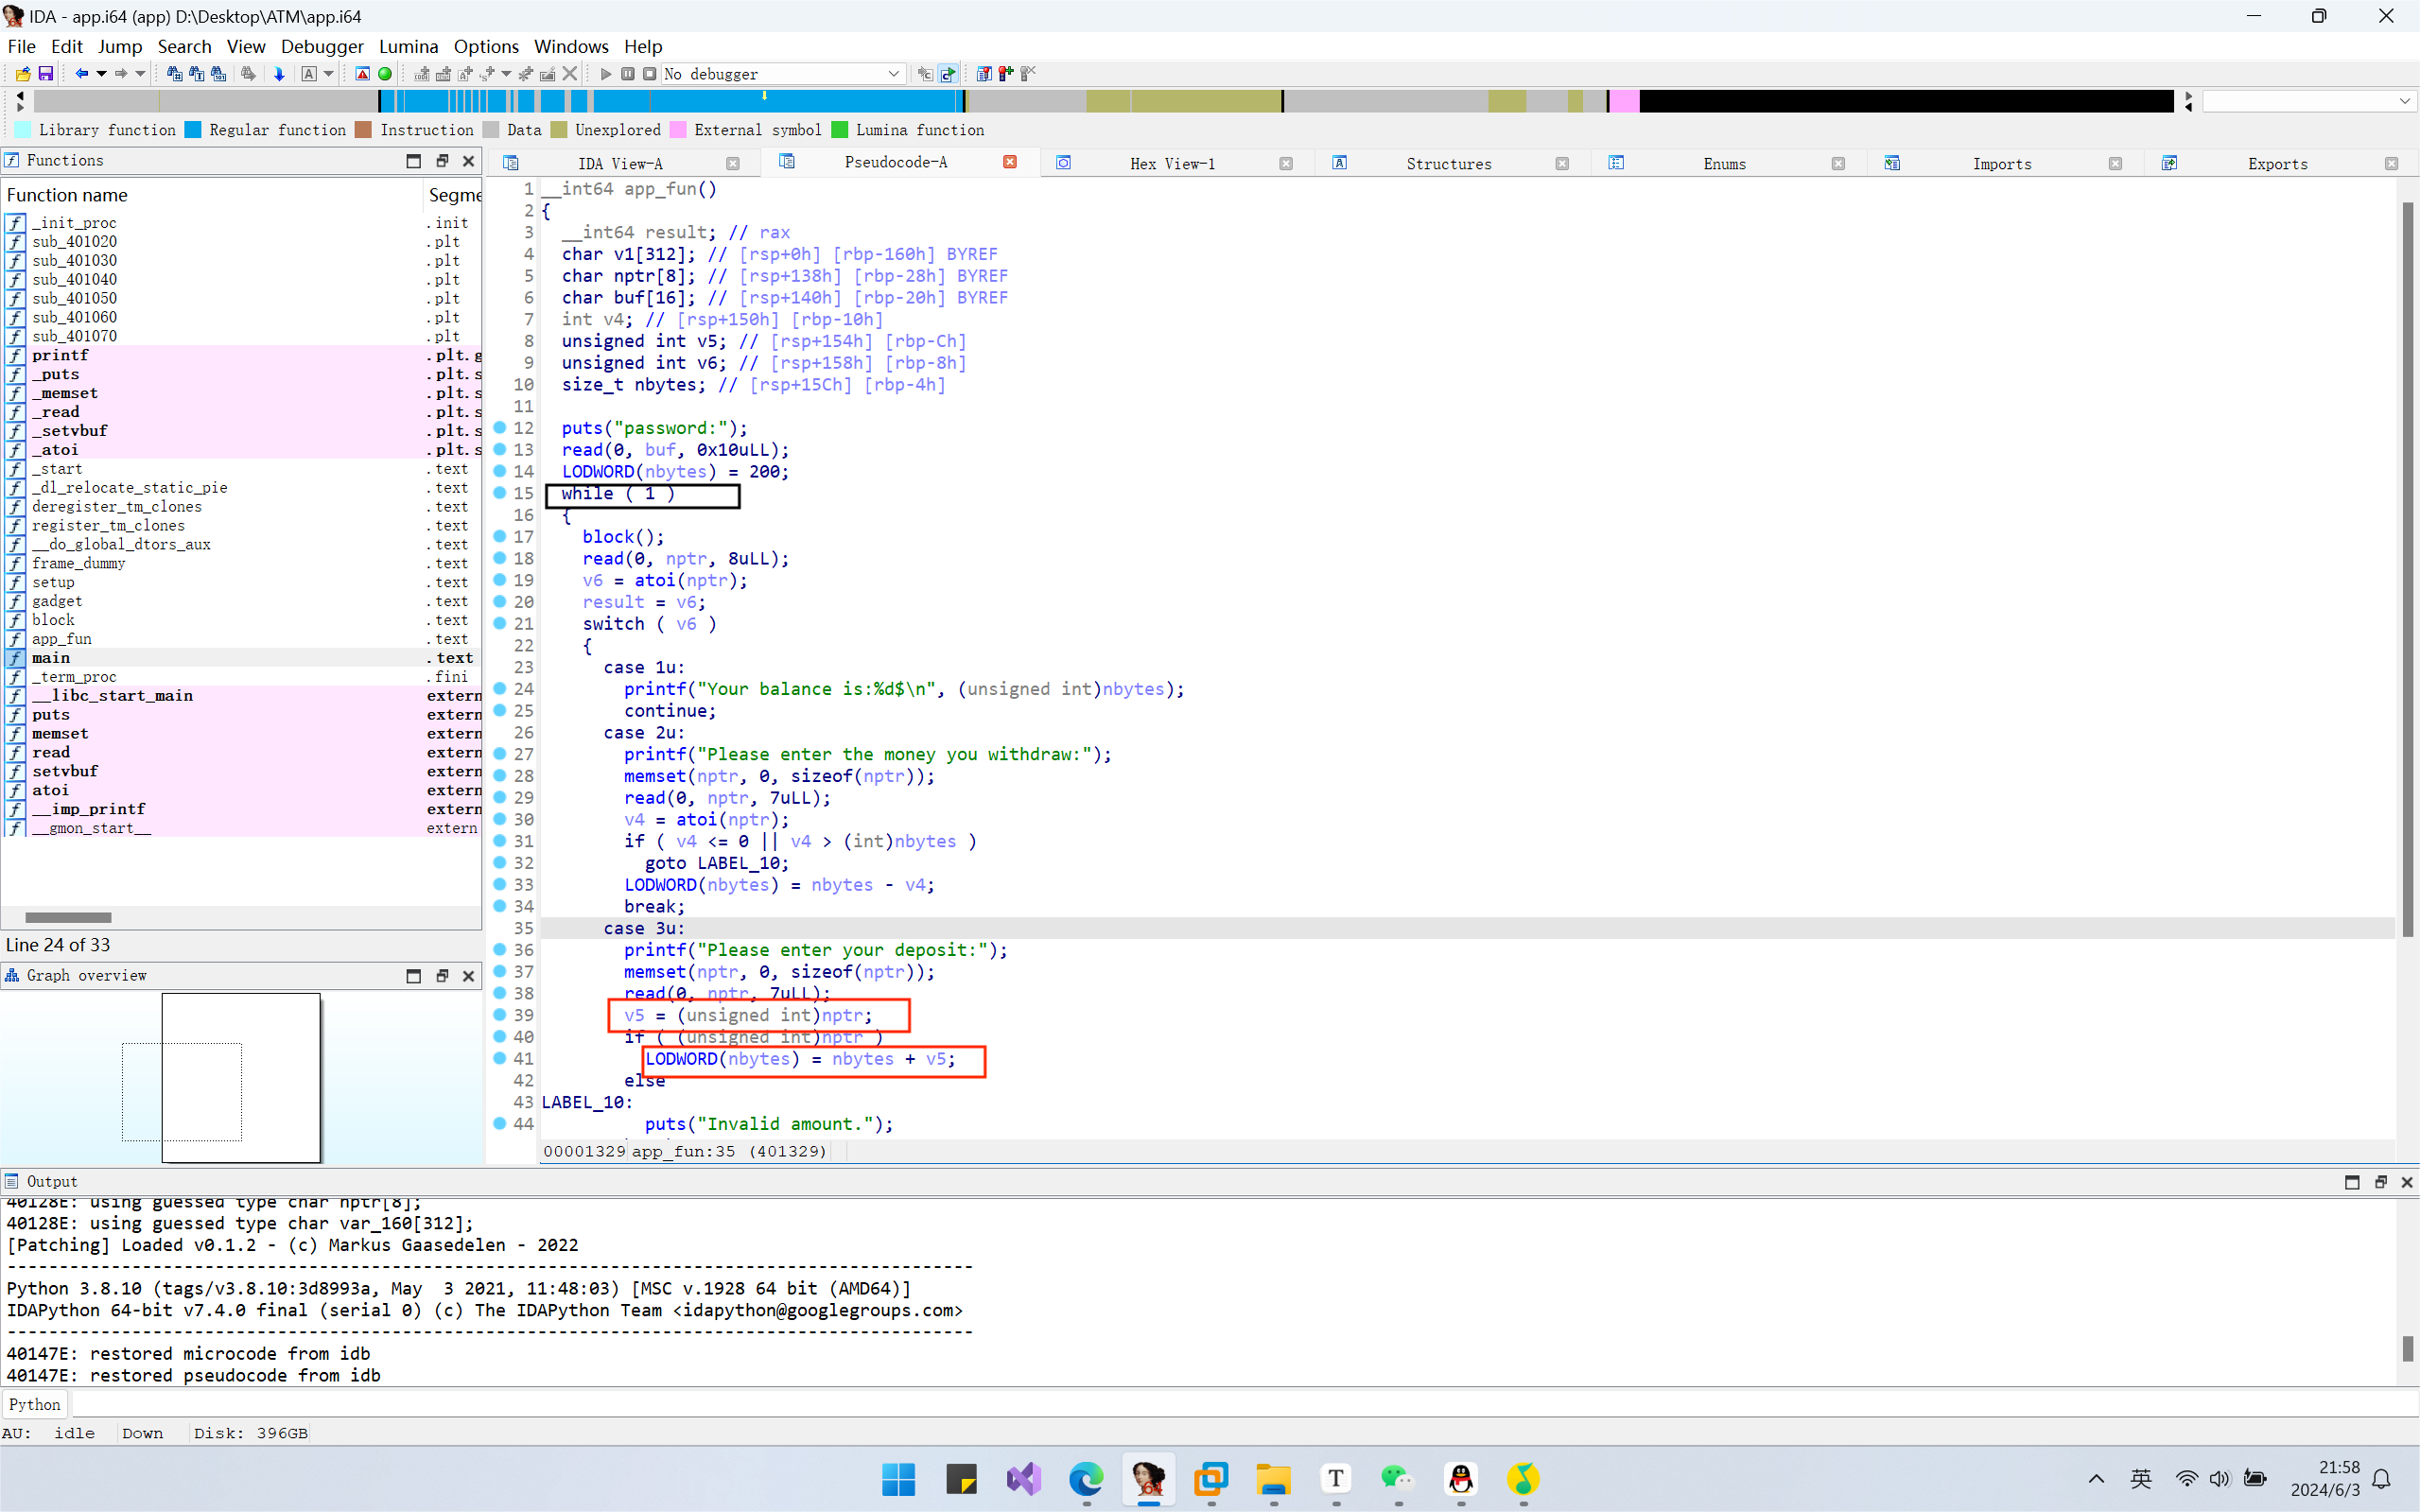 IDA - app.i64 (app) D:\Desktop\ATM\app.i64
File Edit Jump Search View Debugger Lumina Options Windows Help
No debugger
Library function Regular function Instruction Data Unexplored External symbol Lumina function
Functions
Function name Segme
_init_proc .init
sub_401020 .plt
sub_401030 .plt
sub_401040 .plt
sub_401050 .plt
sub_401060 .plt
sub_401070 .plt
printf .plt.g
_puts .plt.s
_memset .plt.s
_read .plt.s
_setvbuf .plt.s
_atoi .plt.s
_start .text
_dl_relocate_static_pie .text
deregister_tm_clones .text
register_tm_clones .text
__do_global_dtors_aux .text
frame_dummy .text
setup .text
gadget .text
block .text
app_fun .text
main .text
_term_proc .fini
__libc_start_main extern
puts extern
memset extern
read extern
setvbuf extern
atoi extern
__imp_printf extern
__gmon_start__ extern
Line 24 of 33
Graph overview
IDA View-A Pseudocode-A Hex View-1 Structures Enums Imports Exports
1 __int64 app_fun()
2 {
3 __int64 result; // rax
4 char v1[312]; // [rsp+0h] [rbp-160h] BYREF
5 char nptr[8]; // [rsp+138h] [rbp-28h] BYREF
6 char buf[16]; // [rsp+140h] [rbp-20h] BYREF
7 int v4; // [rsp+150h] [rbp-10h]
8 unsigned int v5; // [rsp+154h] [rbp-Ch]
9 unsigned int v6; // [rsp+158h] [rbp-8h]
10 size_t nbytes; // [rsp+15Ch] [rbp-4h]
11
12 puts("password:");
13 read(0, buf, 0x10uLL);
14 LODWORD(nbytes) = 200;
15 while ( 1 )
16 {
17 block();
18 read(0, nptr, 8uLL);
19 v6 = atoi(nptr);
20 result = v6;
21 switch ( v6 )
22 {
23 case 1u:
24 printf("Your balance is:%d$\n", (unsigned int)nbytes);
25 continue;
26 case 2u:
27 printf("Please enter the money you withdraw:");
28 memset(nptr, 0, sizeof(nptr));
29 read(0, nptr, 7uLL);
30 v4 = atoi(nptr);
31 if ( v4 <= 0 || v4 > (int)nbytes )
32 goto LABEL_10;
33 LODWORD(nbytes) = nbytes - v4;
34 break;
35 case 3u:
36 printf("Please enter your deposit:");
37 memset(nptr, 0, sizeof(nptr));
38 read(0, nptr, 7uLL);
39 v5 = (unsigned int)nptr;
40 if ( (unsigned int)nptr )
41 LODWORD(nbytes) = nbytes + v5;
42 else
43 LABEL_10:
44 puts("Invalid amount.");
00001329 app_fun:35 (401329)
Output
40128E: using guessed type char nptr[8];
40128E: using guessed type char var_160[312];
[Patching] Loaded v0.1.2 - (c) Markus Gaasedelen - 2022
---------------------------------------------------------------------------------------------
Python 3.8.10 (tags/v3.8.10:3d8993a, May  3 2021, 11:48:03) [MSC v.1928 64 bit (AMD64)]
IDAPython 64-bit v7.4.0 final (serial 0) (c) The IDAPython Team <idapython@googlegroups.com>
---------------------------------------------------------------------------------------------
40147E: restored microcode from idb
40147E: restored pseudocode from idb
Python
AU: idle Down Disk: 396GB
英 21:58
2024/6/3